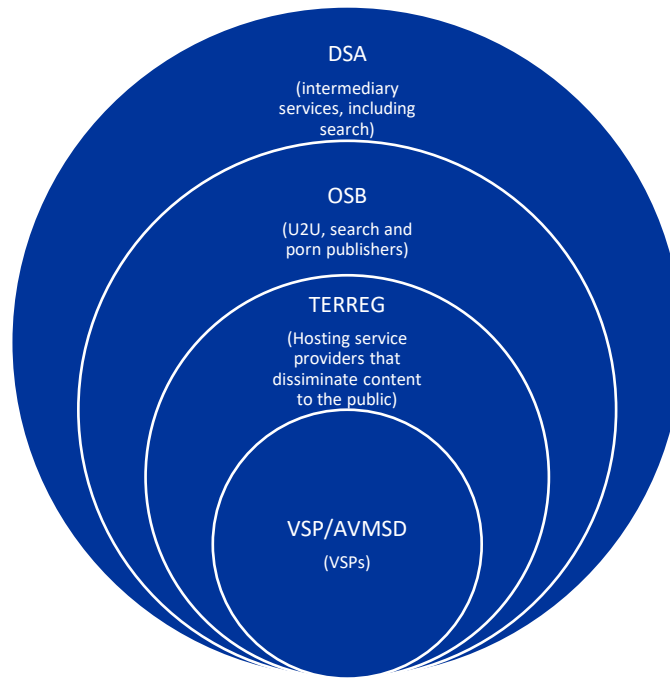 DSA
(intermediary
services, including
search)
OSB
(U2U, search and
porn publishers)
TERREG
(Hosting service
providers that
dissiminate content
to the public)
VSP/AVMSD
(VSPs)